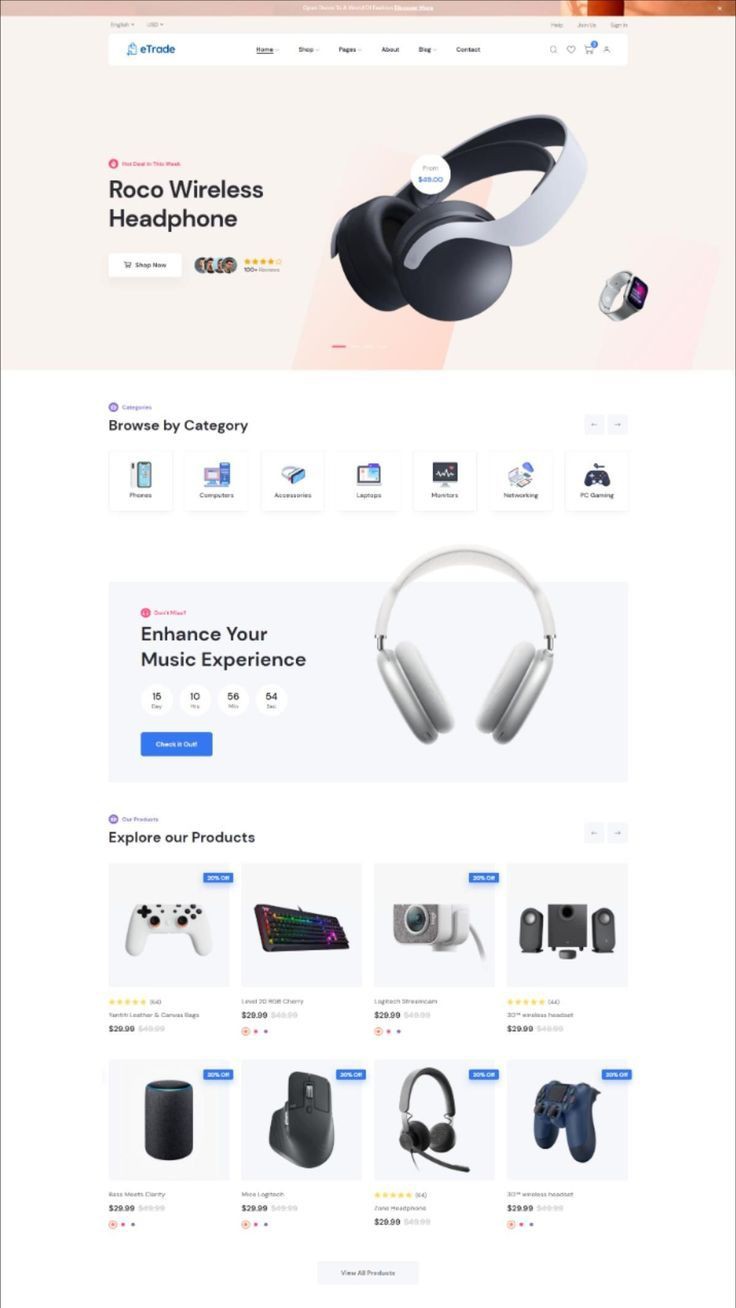 Open Doors To A World Of Fashion Discover More
English
USD
Help
Join Us
Sign In
eTrade
Home
Shop
Pages
About
Blog
Contact
Hot Deal In This Week
From
$49.00
Roco Wireless
Headphone
Shop Now
100+ Reviews
Categories
Browse by Category
Phones
Computers
Accessories
Laptops
Monitors
Networking
PC Gaming
Don't Miss!!
Enhance Your
Music Experience
15
10
56
54
Day
Hrs
Min
Sec
Check it Out!
Our Products
Explore our Products
20% Off
20% Off
(64)
Yantiti Leather & Canvas Bags
$29.99 $49.99
Level 20 RGB Cherry
$29.99 $49.99
Logitech Streamcam
$29.99 $49.99
(44)
3D™ wireless headset
$29.99 $49.99
20% Off
20% Off
20% Off
20% Off
Bass Meets Clarity
$29.99 $49.99
Mice Logitech
$29.99 $49.99
(64)
Zone Headphone
$29.99 $49.99
3D™ wireless headset
$29.99 $49.99
View All Products